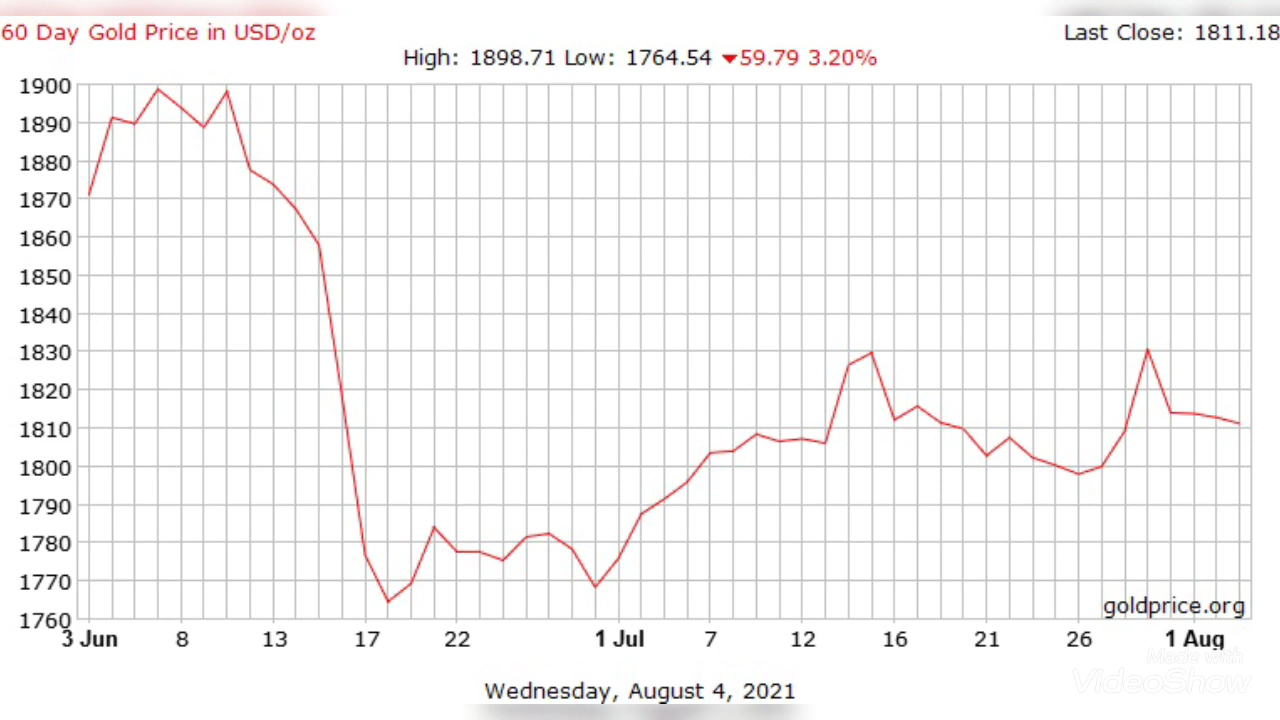 60 Day Gold Price in USD/oz
Last Close: 1811.18
High: 1898.71 Low: 1764.54 ▼59.79 3.20%
1900
1890
1880
1870
1860
1850
1840
1830
1820
1810
1800
1790
1780
1770
1760
goldprice.org
3 Jun 8 13 17 22 1 Jul 7 12 16 21 26 1 Aug
Made with
VideoShow
Wednesday, August 4, 2021